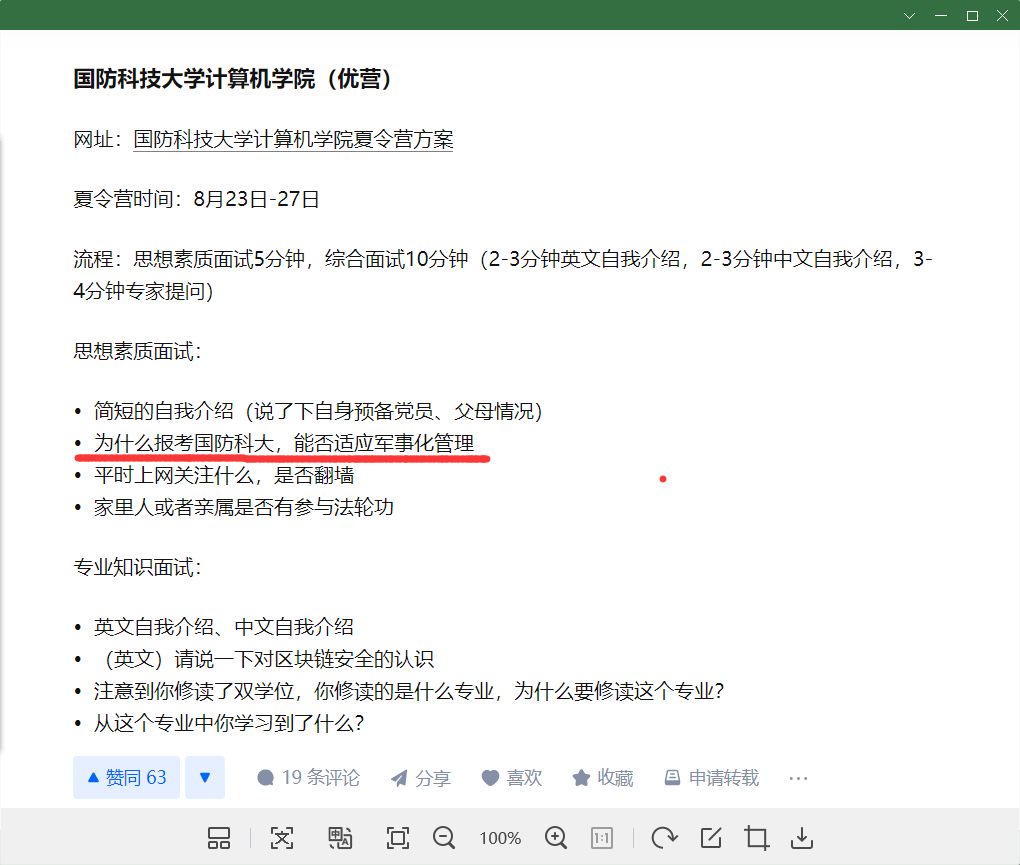 国防科技大学计算机学院（优营）
网址：国防科技大学计算机学院夏令营方案
夏令营时间：8月23日-27日
流程：思想素质面试5分钟，综合面试10分钟（2-3分钟英文自我介绍，2-3分钟中文自我介绍，3-
4分钟专家提问）
思想素质面试：
• 简短的自我介绍（说了下自身预备党员、父母情况）
• 为什么报考国防科大，能否适应军事化管理
• 平时上网关注什么，是否翻墙
• 家里人或者亲属是否有参与法轮功
专业知识面试：
• 英文自我介绍、中文自我介绍
• （英文）请说一下对区块链安全的认识
• 注意到你修读了双学位，你修读的是什么专业，为什么要修读这个专业？
• 从这个专业中你学习到了什么？
赞同 63 19 条评论 分享 喜欢 收藏 申请转载 ···
100% 1:1